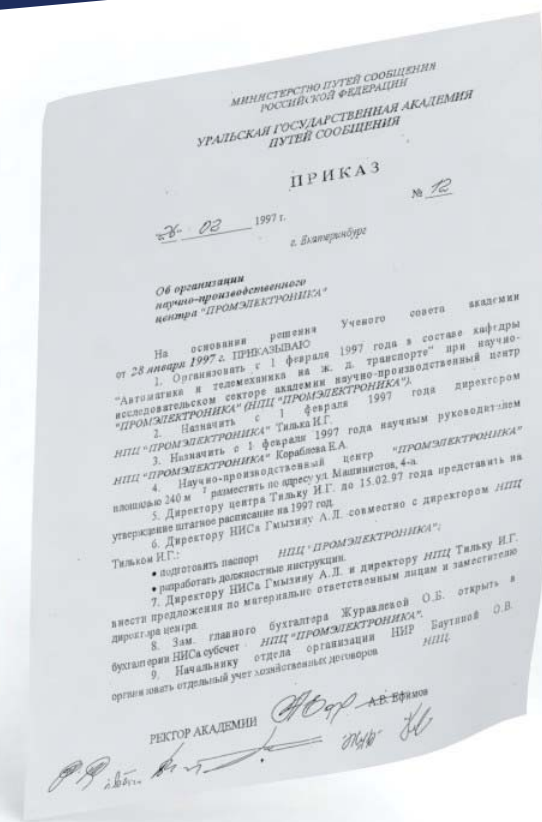 МИНИСТЕРСТВО ПУТЕЙ СООБЩЕНИЯ
РОССИЙСКОЙ ФЕДЕРАЦИИ
УРАЛЬСКАЯ ГОСУДАРСТВЕННАЯ АКАДЕМИЯ
ПУТЕЙ СООБЩЕНИЯ
ПРИКАЗ
№ 12
02 1997 г.
г. Екатеринбург
Об организации
научно-производственного
центра "ПРОМЭЛЕКТРОНИКА"
На основании решения Ученого совета академии
от 28 января 1997 г. ПРИКАЗЫВАЮ
1. Организовать с 1 февраля 1997 года в составе кафедры
"Автоматика и телемеханика на ж. д. транспорте" при научно-
исследовательском секторе академии научно-производственный центр
"ПРОМЭЛЕКТРОНИКА" (НПЦ "ПРОМЭЛЕКТРОНИКА").
2. Назначить с 1 февраля 1997 года директором
НПЦ "ПРОМЭЛЕКТРОНИКА" Тилька И.Г.
3. Назначить с 1 февраля 1997 года научным руководителем
НПЦ "ПРОМЭЛЕКТРОНИКА" Кораблева Е.А.
4. Научно-производственный центр "ПРОМЭЛЕКТРОНИКА"
площадью 240 м 2 разместить по адресу ул. Машинистов, 4-а.
5. Директору центра Тильку И.Г. до 15.02.97 года представить на
утверждение штатное расписание на 1997 год.
6. Директору НИСа Гмызину А.Л. совместно с директором НПЦ
Тильком И.Г.:
• подготовить паспорт НПЦ "ПРОМЭЛЕКТРОНИКА";
• разработать должностные инструкции.
7. Директору НИСа Гмызину А.Л. и директору НПЦ Тильку И.Г.
внести предложения по материально ответственным лицам и заместителю
директора центра.
8. Зам. главного бухгалтера Журавлевой О.Б. открыть в
бухгалтерии НИСа субсчет НПЦ "ПРОМЭЛЕКТРОНИКА".
9. Начальнику отдела организации НИР Баутиной О.В.
организовать отдельный учет хозяйственных договоров НПЦ.
РЕКТОР АКАДЕМИИ А.В. Ефимов